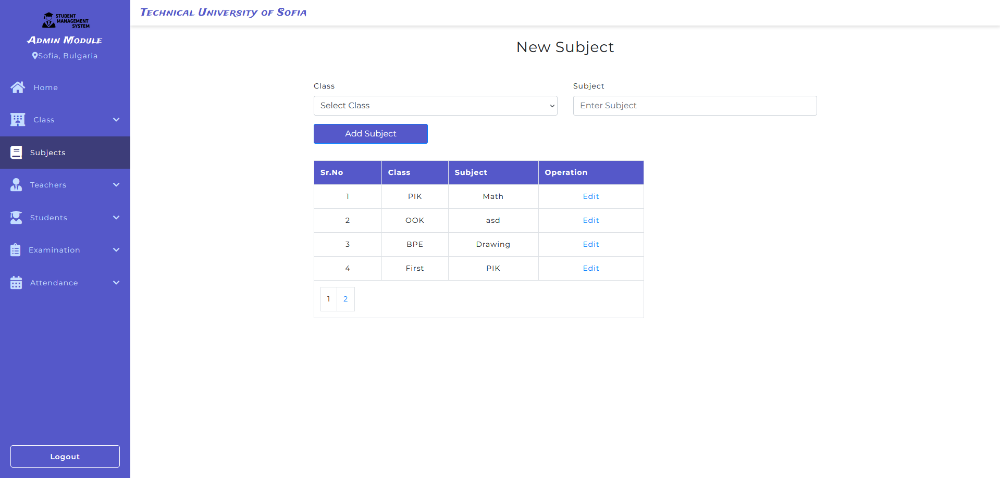 STUDENT
MANAGEMENT
SYSTEM
Admin Module
Sofia, Bulgaria
Home
Class
Subjects
Teachers
Students
Examination
Attendance
Logout
Technical University of Sofia
New Subject
Class Subject
Select Class Enter Subject
Add Subject
Sr.No Class Subject Operation
1 PIK Math Edit
2 OOK asd Edit
3 BPE Drawing Edit
4 First PIK Edit
1 2